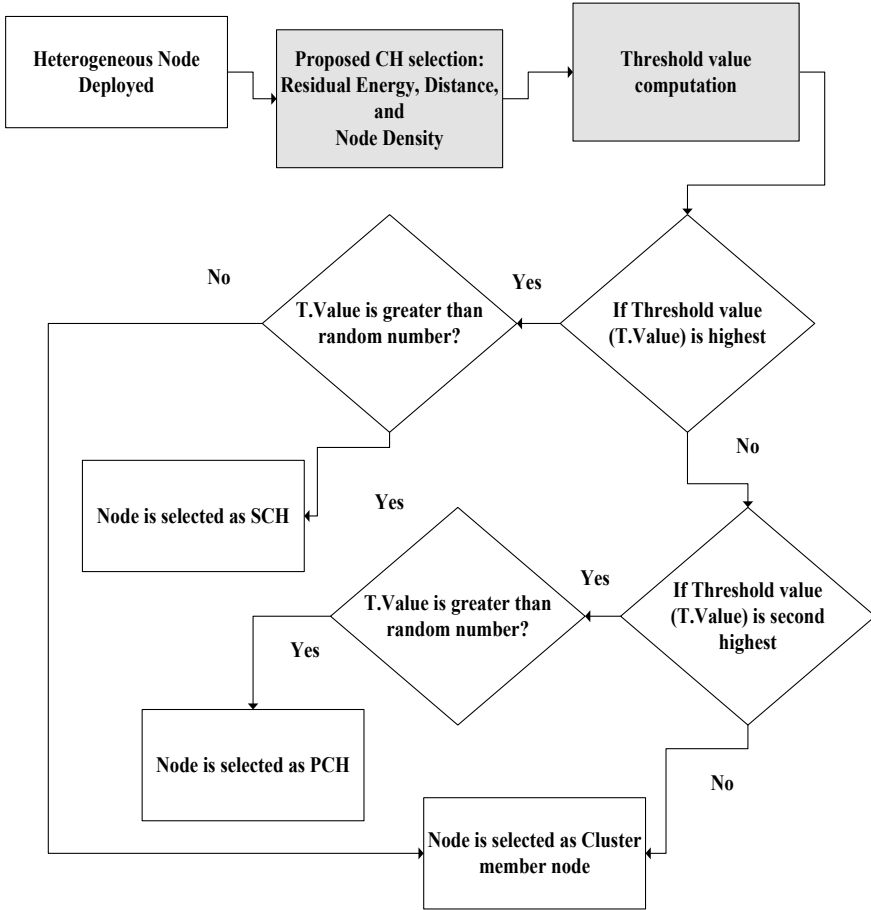 Heterogeneous Node
Deployed
Proposed CH selection:
Residual Energy, Distance,
and
Node Density
Threshold value
computation
No
T.Value is greater than
random number?
Yes
If Threshold value
(T.Value) is highest
No
Node is selected as SCH
Yes
T.Value is greater than
random number?
Yes
If Threshold value
(T.Value) is second
highest
Yes
Node is selected as PCH
No
Node is selected as Cluster
member node